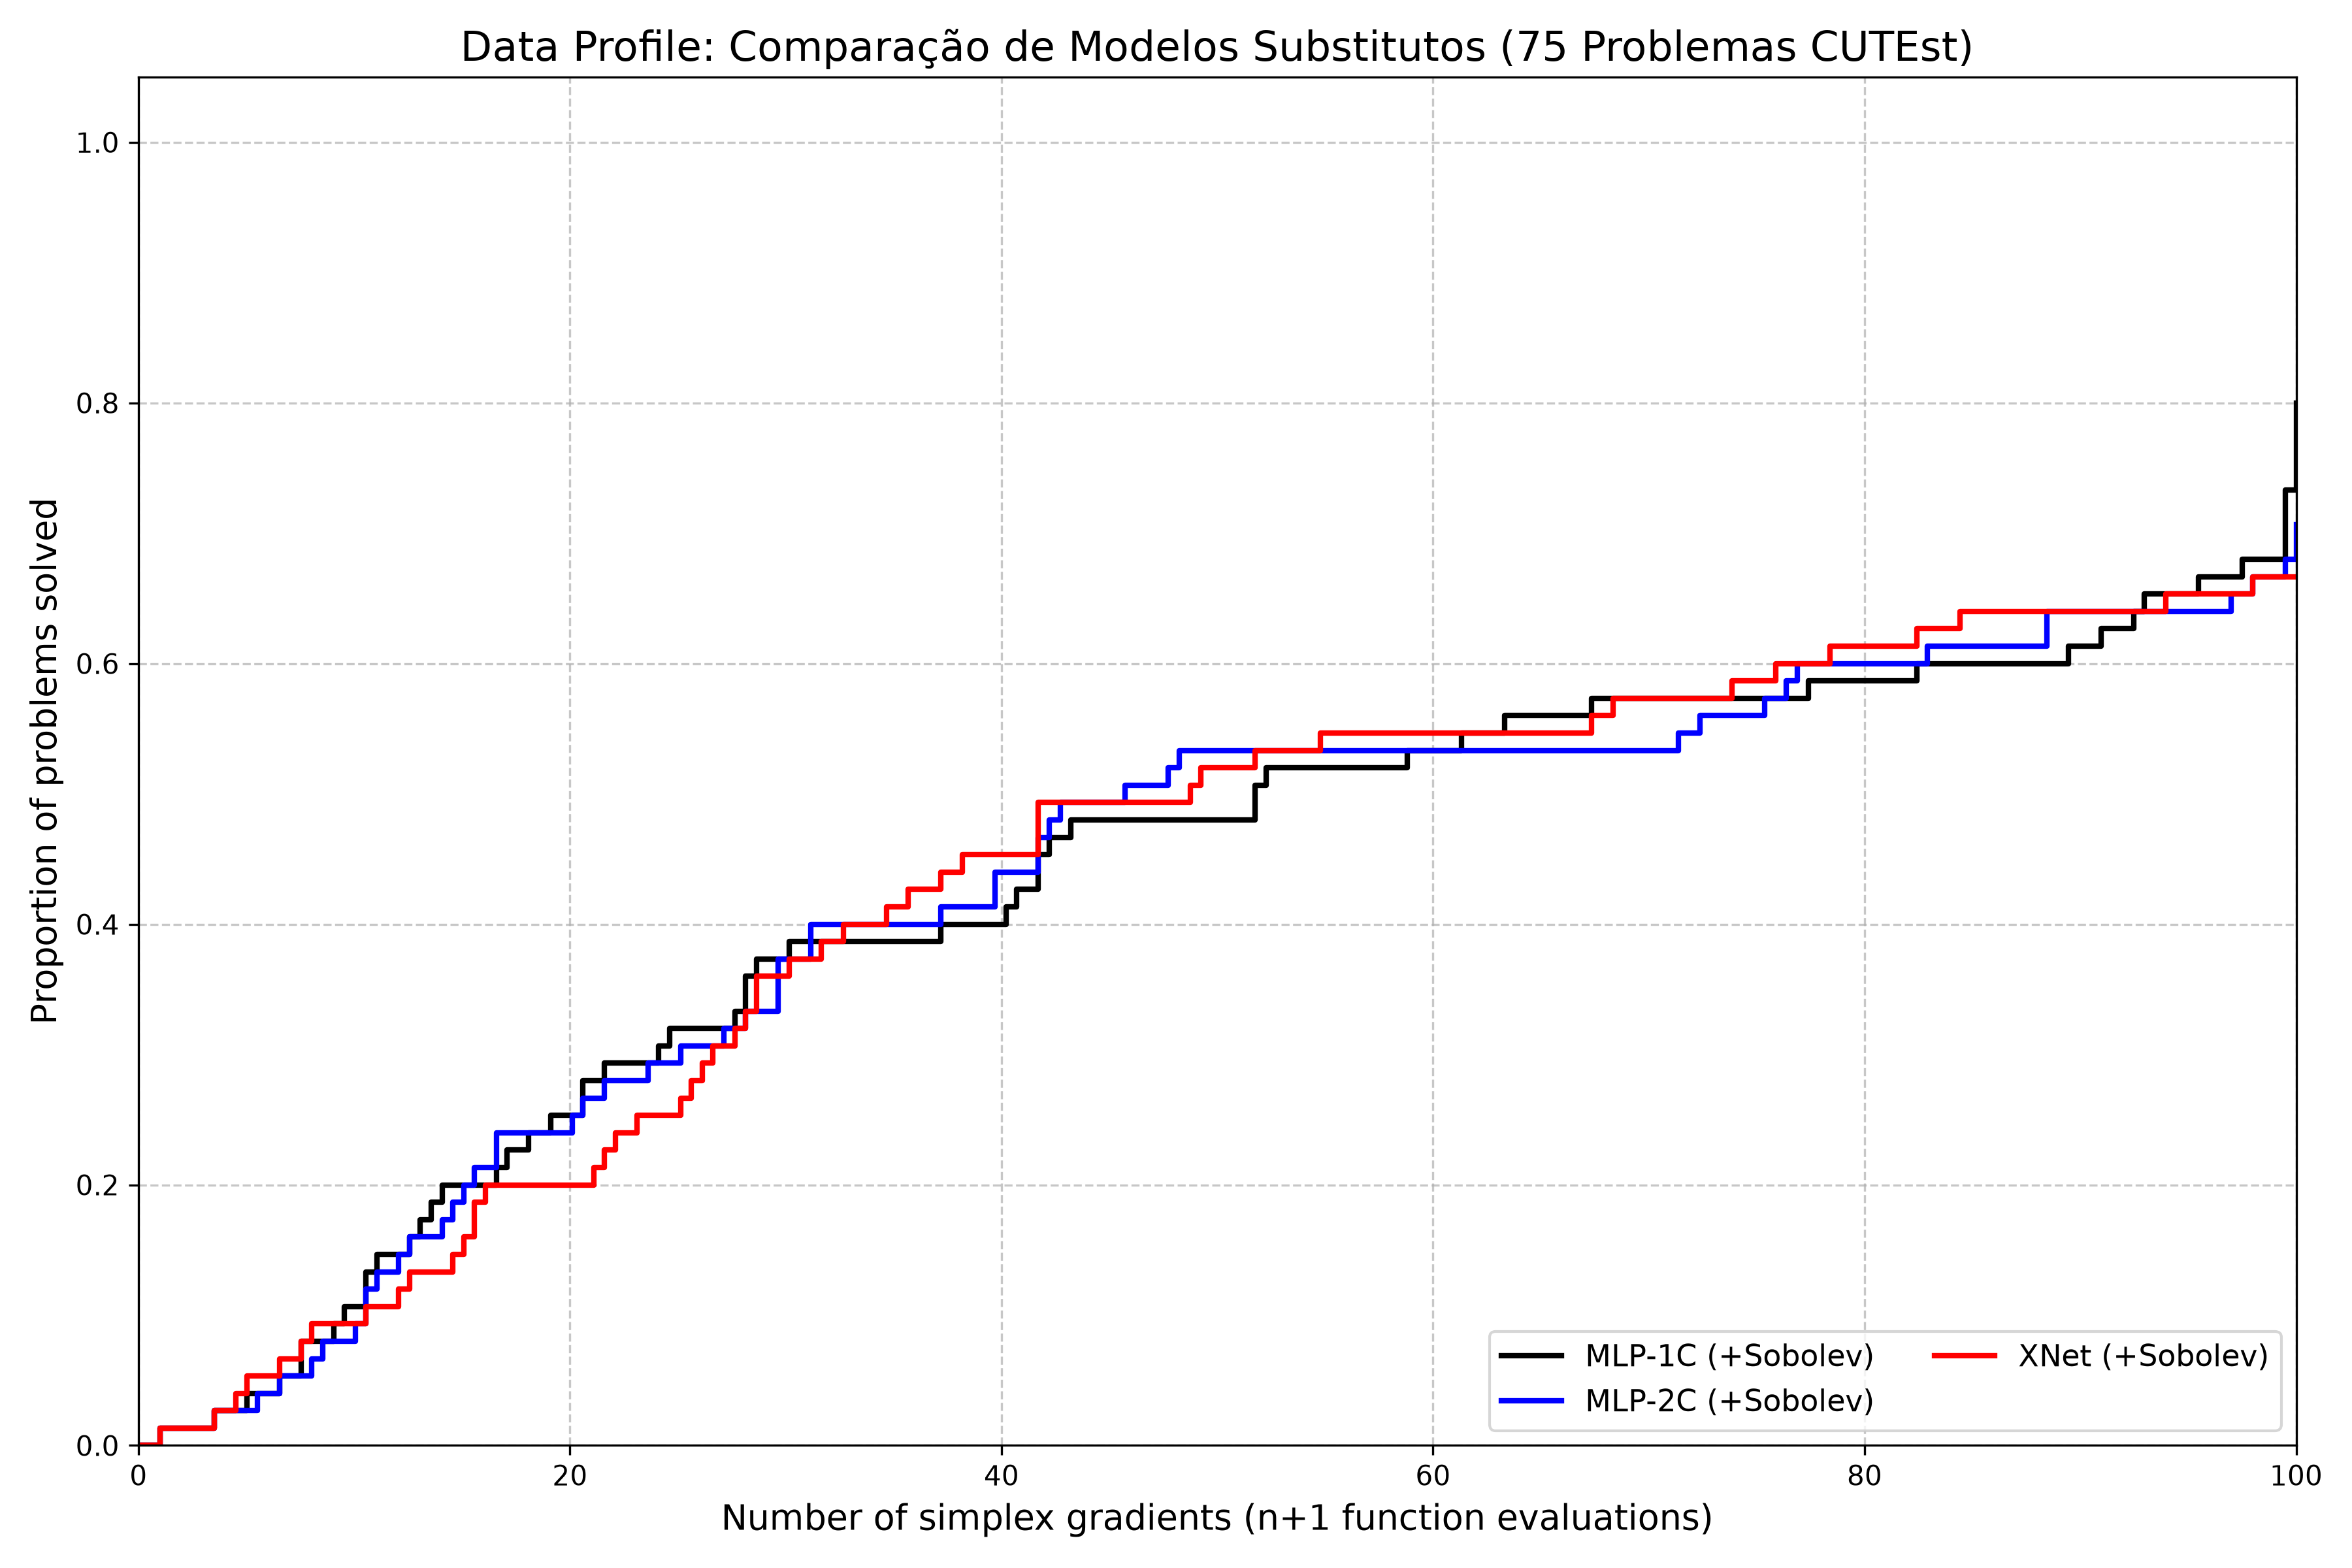 Data Profile: Comparação de Modelos Substitutos (75 Problemas CUTEst)
Proportion of problems solved
1.0
0.8
0.6
0.4
0.2
0.0
0 20 40 60 80 100
Number of simplex gradients (n+1 function evaluations)
MLP-1C (+Sobolev)
MLP-2C (+Sobolev)
XNet (+Sobolev)